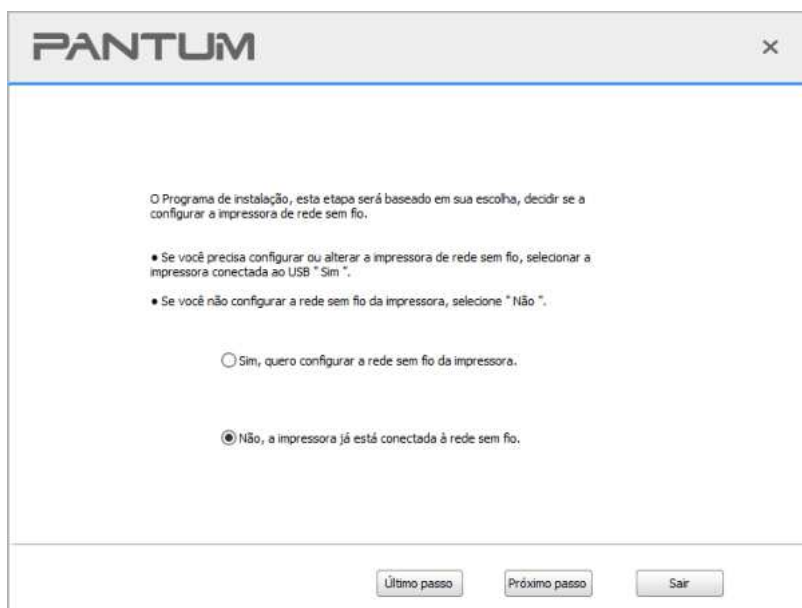 PANTUM
O Programa de instalação, esta etapa será baseado em sua escolha, decidir se a
configurar a impressora de rede sem fio.
• Se você precisa configurar ou alterar a impressora de rede sem fio, selecionar a
impressora conectada ao USB " Sim ".
• Se você não configurar a rede sem fio da impressora, selecione " Não ".
Sim, quero configurar a rede sem fio da impressora.
Não, a impressora já está conectada à rede sem fio.
Último passo Próximo passo Sair